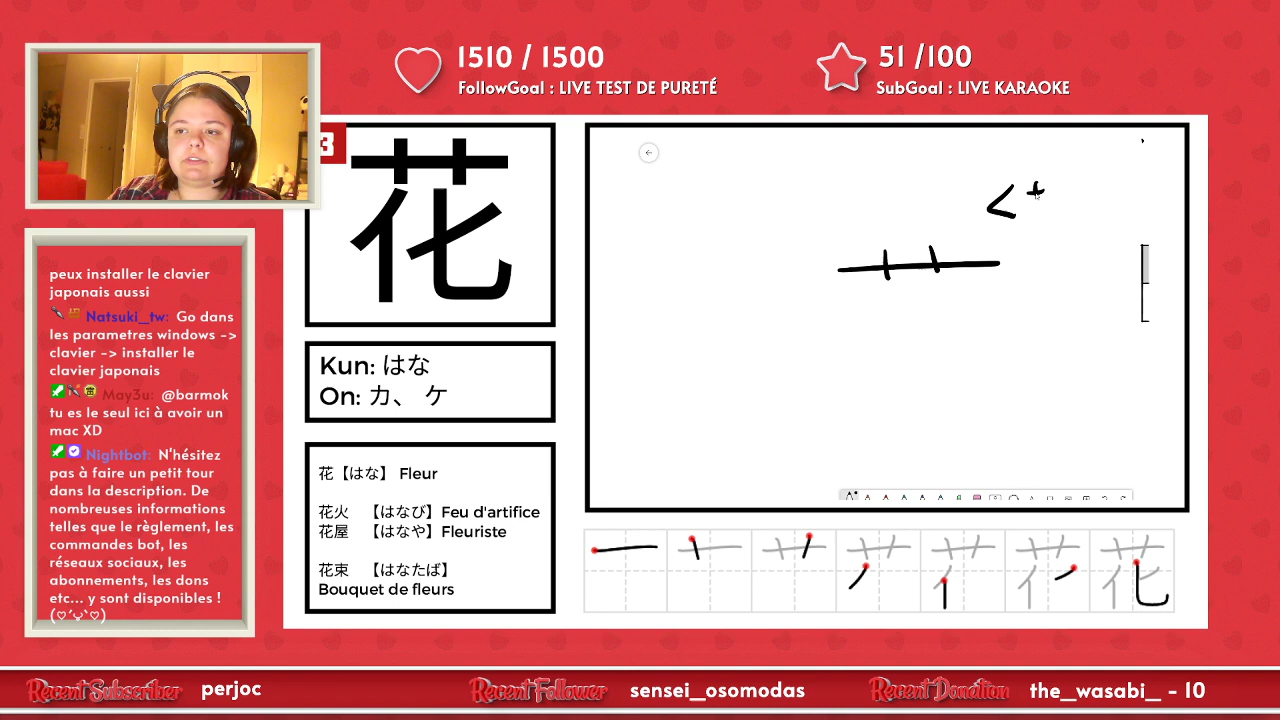 1510 / 1500
FollowGoal : LIVE TEST DE PURETÉ
51 /100
SubGoal : LIVE KARAOKE
3
花
Kun: はな
On: カ、 ケ
花【はな】 Fleur
花火 【はなび】Feu d'artifice
花屋 【はなや】Fleuriste
花束 【はなたば】
Bouquet de fleurs
peux installer le clavier
japonais aussi
Natsuki_tw: Go dans
les parametres windows ->
clavier -> installer le
clavier japonais
May3u: @barmok
tu es le seul ici à avoir un
mac XD
Nightbot: N'hésitez
pas à faire un petit tour
dans la description. De
nombreuses informations
telles que le règlement, les
commandes bot, les
réseaux sociaux, les
abonnements, les dons
etc... y sont disponibles !
(♡ˊ͈ ꒳ ˋ͈♡)
Recent Subscriber perjoc
Recent Follower sensei_osomodas
Recent Donation the_wasabi_ - 10